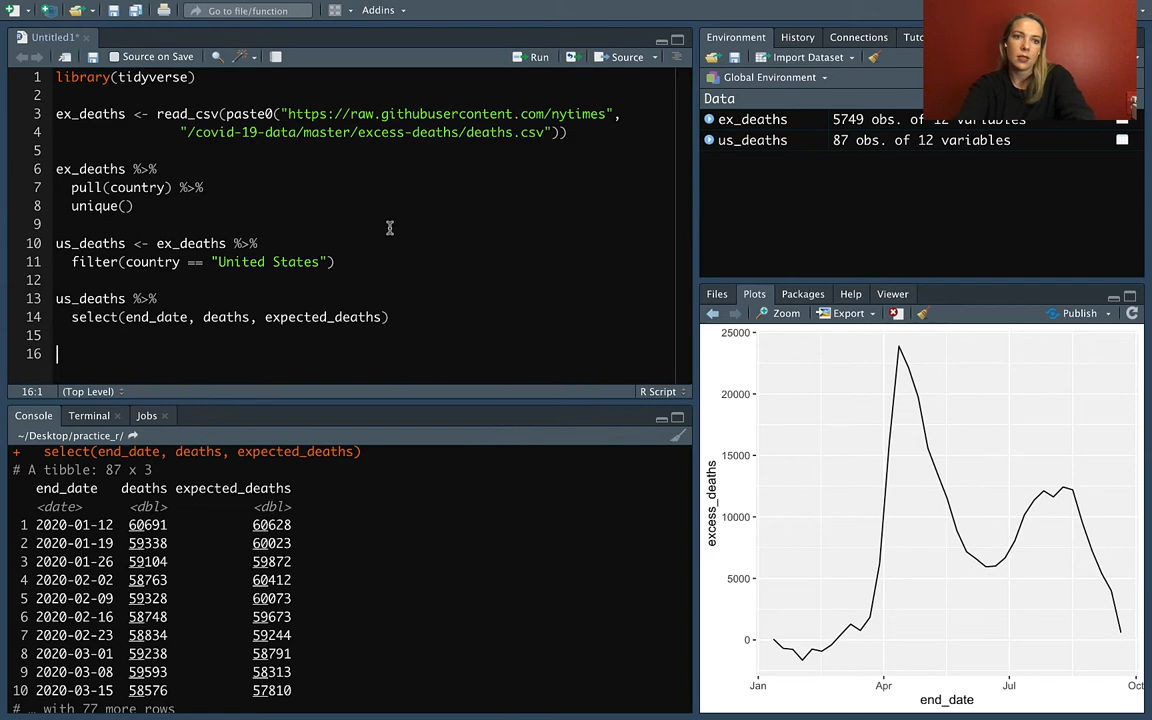 Go to file/function
Addins
Untitled1*
Source on Save
Run
Source
1 library(tidyverse)
2
3 ex_deaths <- read_csv(paste0("https://raw.githubusercontent.com/nytimes",
4 "/covid-19-data/master/excess-deaths/deaths.csv"))
5
6 ex_deaths %>%
7 pull(country) %>%
8 unique()
9
10 us_deaths <- ex_deaths %>%
11 filter(country == "United States")
12
13 us_deaths %>%
14 select(end_date, deaths, expected_deaths)
15
16
16:1 (Top Level) R Script
Console Terminal Jobs
~/Desktop/practice_r/
+ select(end_date, deaths, expected_deaths)
# A tibble: 87 x 3
end_date deaths expected_deaths
<date> <dbl> <dbl>
1 2020-01-12 60691 60628
2 2020-01-19 59338 60023
3 2020-01-26 59104 59872
4 2020-02-02 58763 60412
5 2020-02-09 59328 60073
6 2020-02-16 58748 59673
7 2020-02-23 58834 59244
8 2020-03-01 59238 58791
9 2020-03-08 59593 58313
10 2020-03-15 58576 57810
# … with 77 more rows
Environment History Connections Tuto
Import Dataset
Global Environment
Data
ex_deaths 5749 obs. of 12 variables
us_deaths 87 obs. of 12 variables
Files Plots Packages Help Viewer
Zoom Export Publish
25000
20000
15000
10000
5000
0
excess_deaths
Jan Apr Jul Oct
end_date